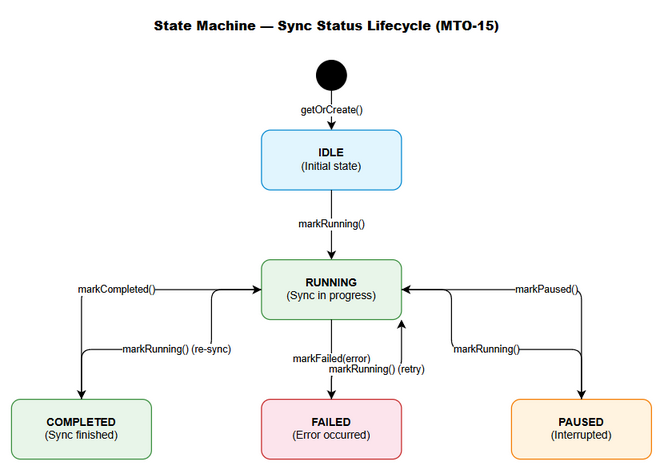 State Machine — Sync Status Lifecycle (MTO-15)
getOrCreate()
IDLE
(Initial state)
markRunning()
RUNNING
(Sync in progress)
markCompleted()
markPaused()
markRunning() (re-sync)
markFailed(error)
markRunning() (retry)
markRunning()
COMPLETED
(Sync finished)
FAILED
(Error occurred)
PAUSED
(Interrupted)